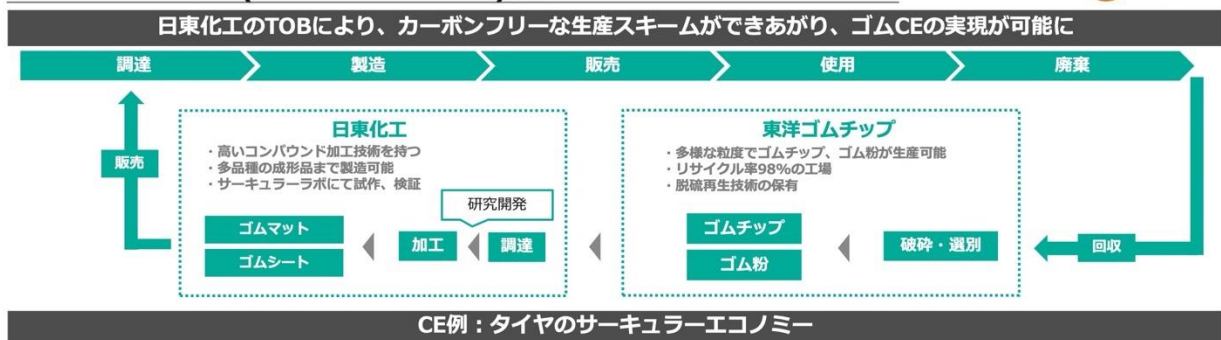 日東化工のTOBにより、カーボンフリーな生産スキームができあがり、ゴムCEの実現が可能に
調達
製造
販売
使用
廃棄
日東化工
・高いコンパウンド加工技術を持つ
・多品種の成形品まで製造可能
・サーキュラーラボにて試作、検証
東洋ゴムチップ
・多様な粒度でゴムチップ、ゴム粉が生産可能
・リサイクル率98%の工場
・脱硫再生技術の保有
販売
研究開発
ゴムマット
ゴムシート
加工
調達
ゴムチップ
ゴム粉
破砕・選別
回収
CE例：タイヤのサーキュラーエコノミー